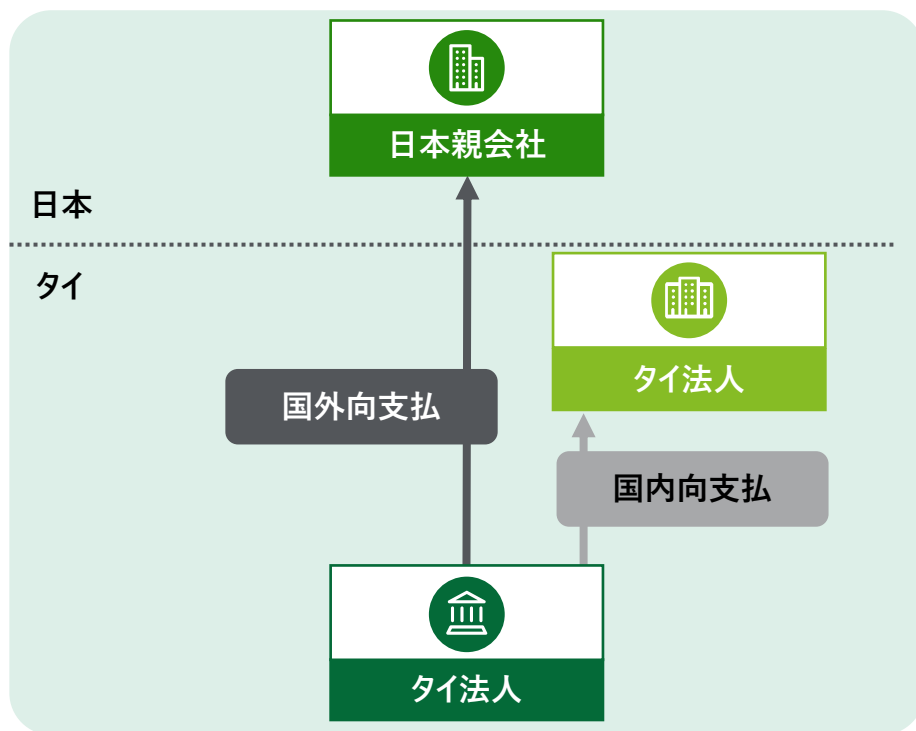 日本親会社
日本
タイ
タイ法人
国外向支払
国内向支払
タイ法人